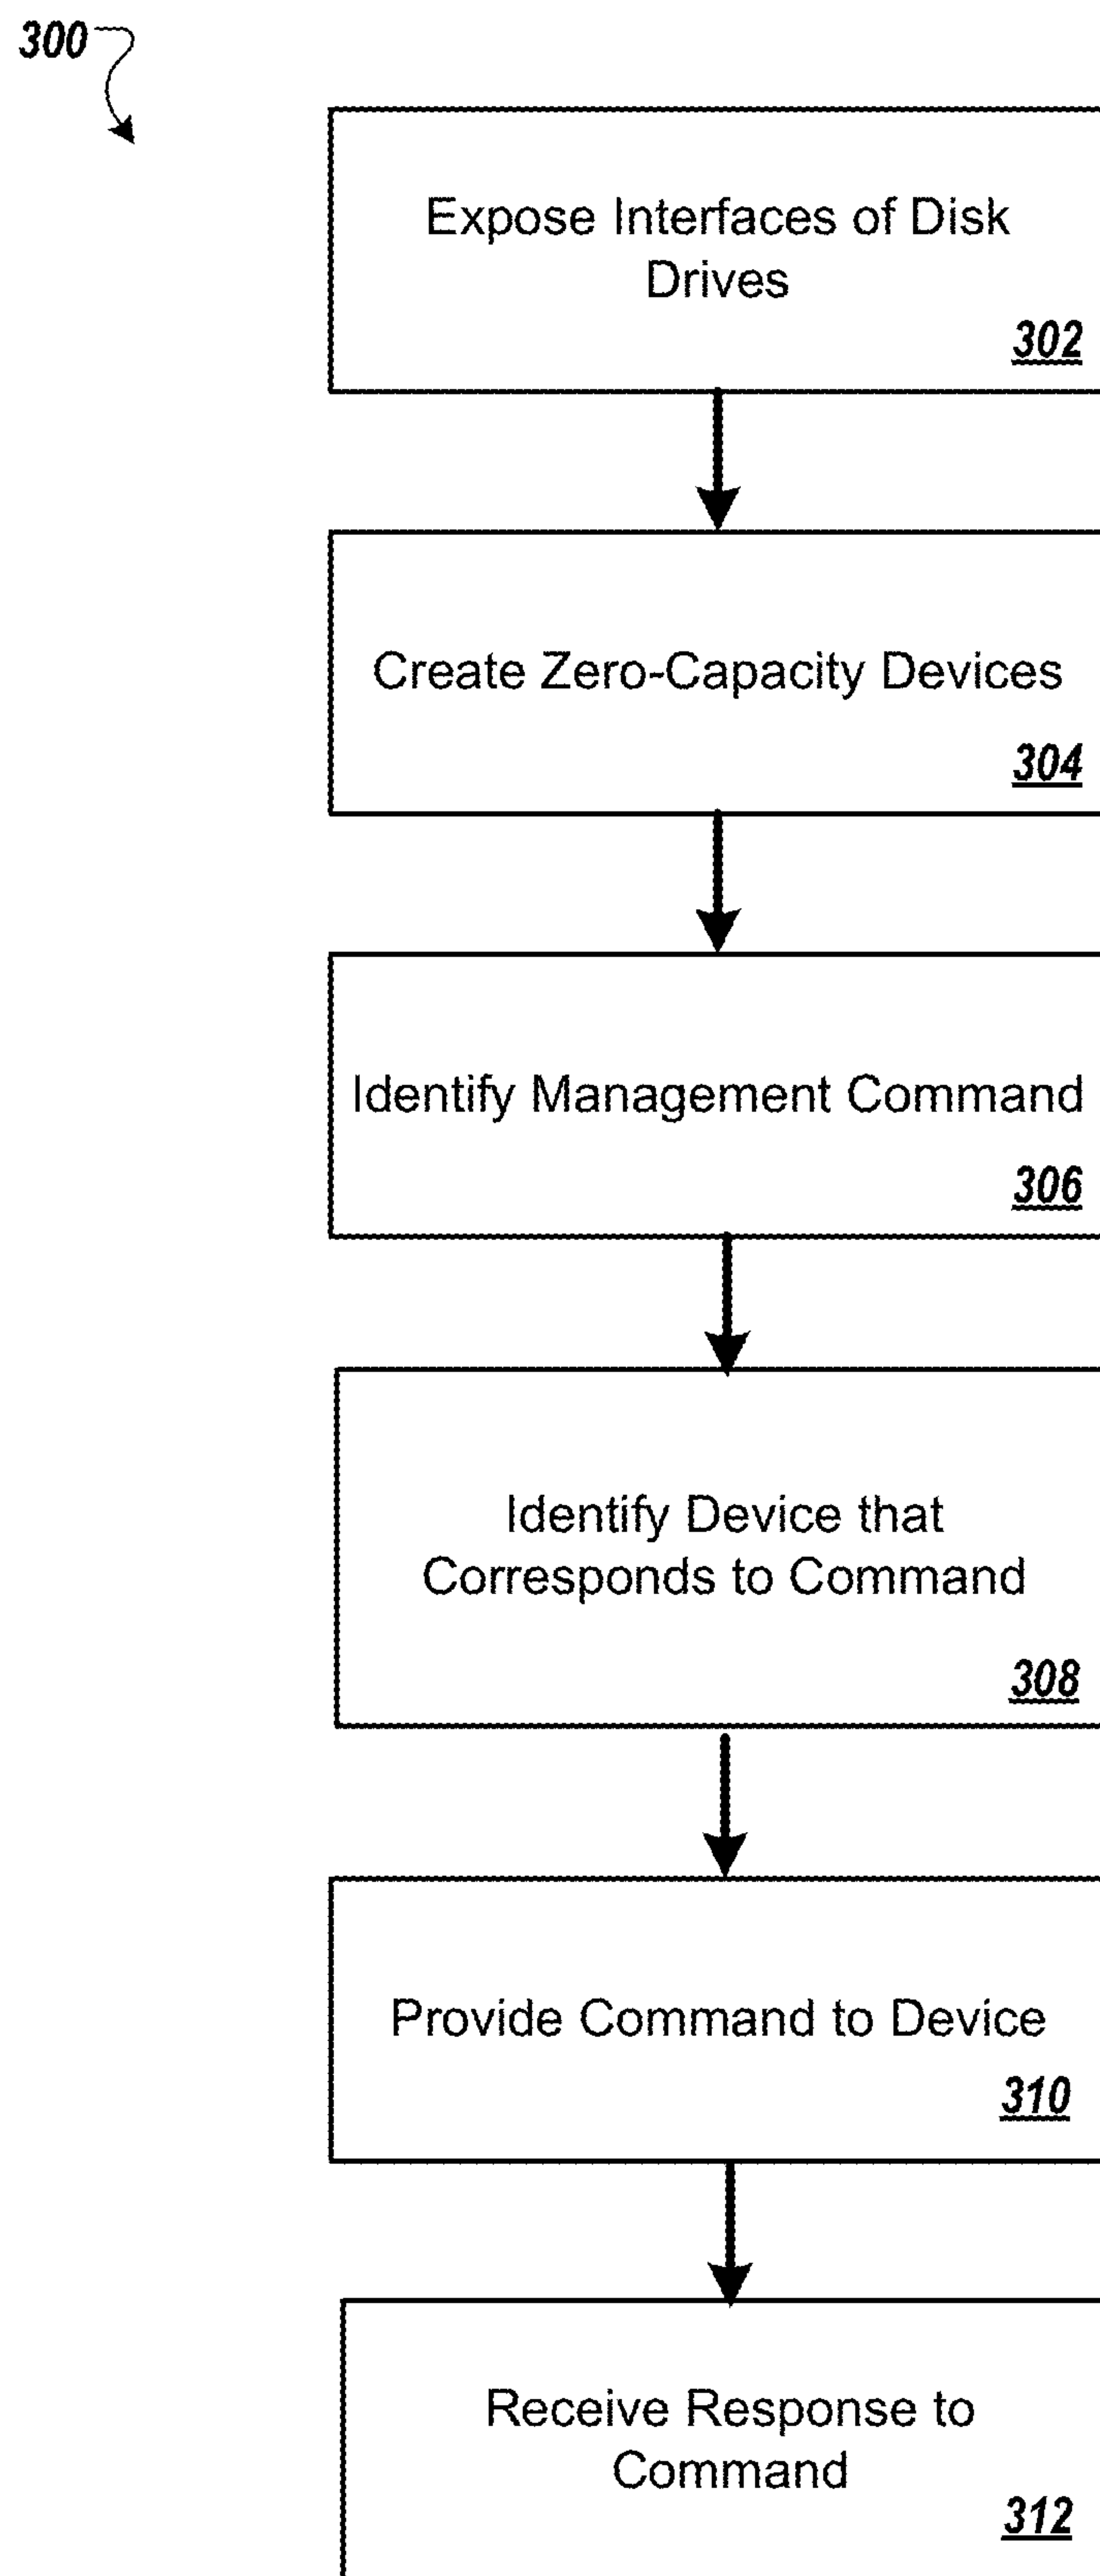 300
Expose Interfaces of Disk
Drives
302
Create Zero-Capacity Devices
304
Identify Management Command
306
Identify Device that
Corresponds to Command
308
Provide Command to Device
310
Receive Response to
Command
312